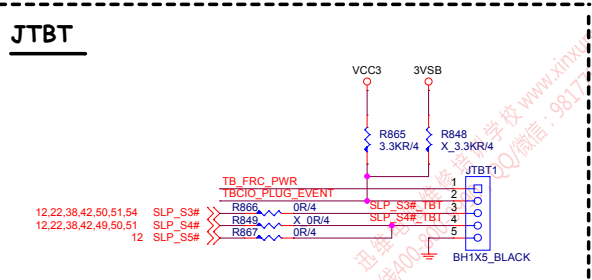 JTBT
VCC3 3VSB
R865 R848
3.3KR/4 X_3.3KR/4
JTBT1
TB_FRC_PWR 1
TBCIO_PLUG_EVENT 2
12,22,38,42,50,51,54 SLP_S3# R866 0R/4 SLP_S3#_TBT 3
12,22,38,42,49,50,51 SLP_S4# R849 X_0R/4 SLP_S4#_TBT 4
12 SLP_S5# R867 0R/4 5
BH1X5_BLACK